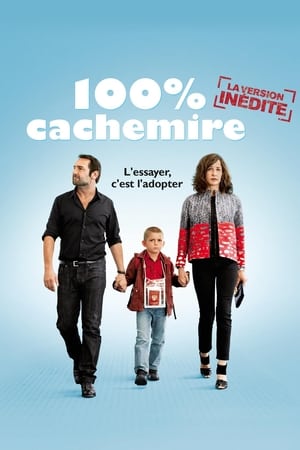 100%
cachemire
LA VERSION
INÉDITE
L'essayer,
c'est l'adopter